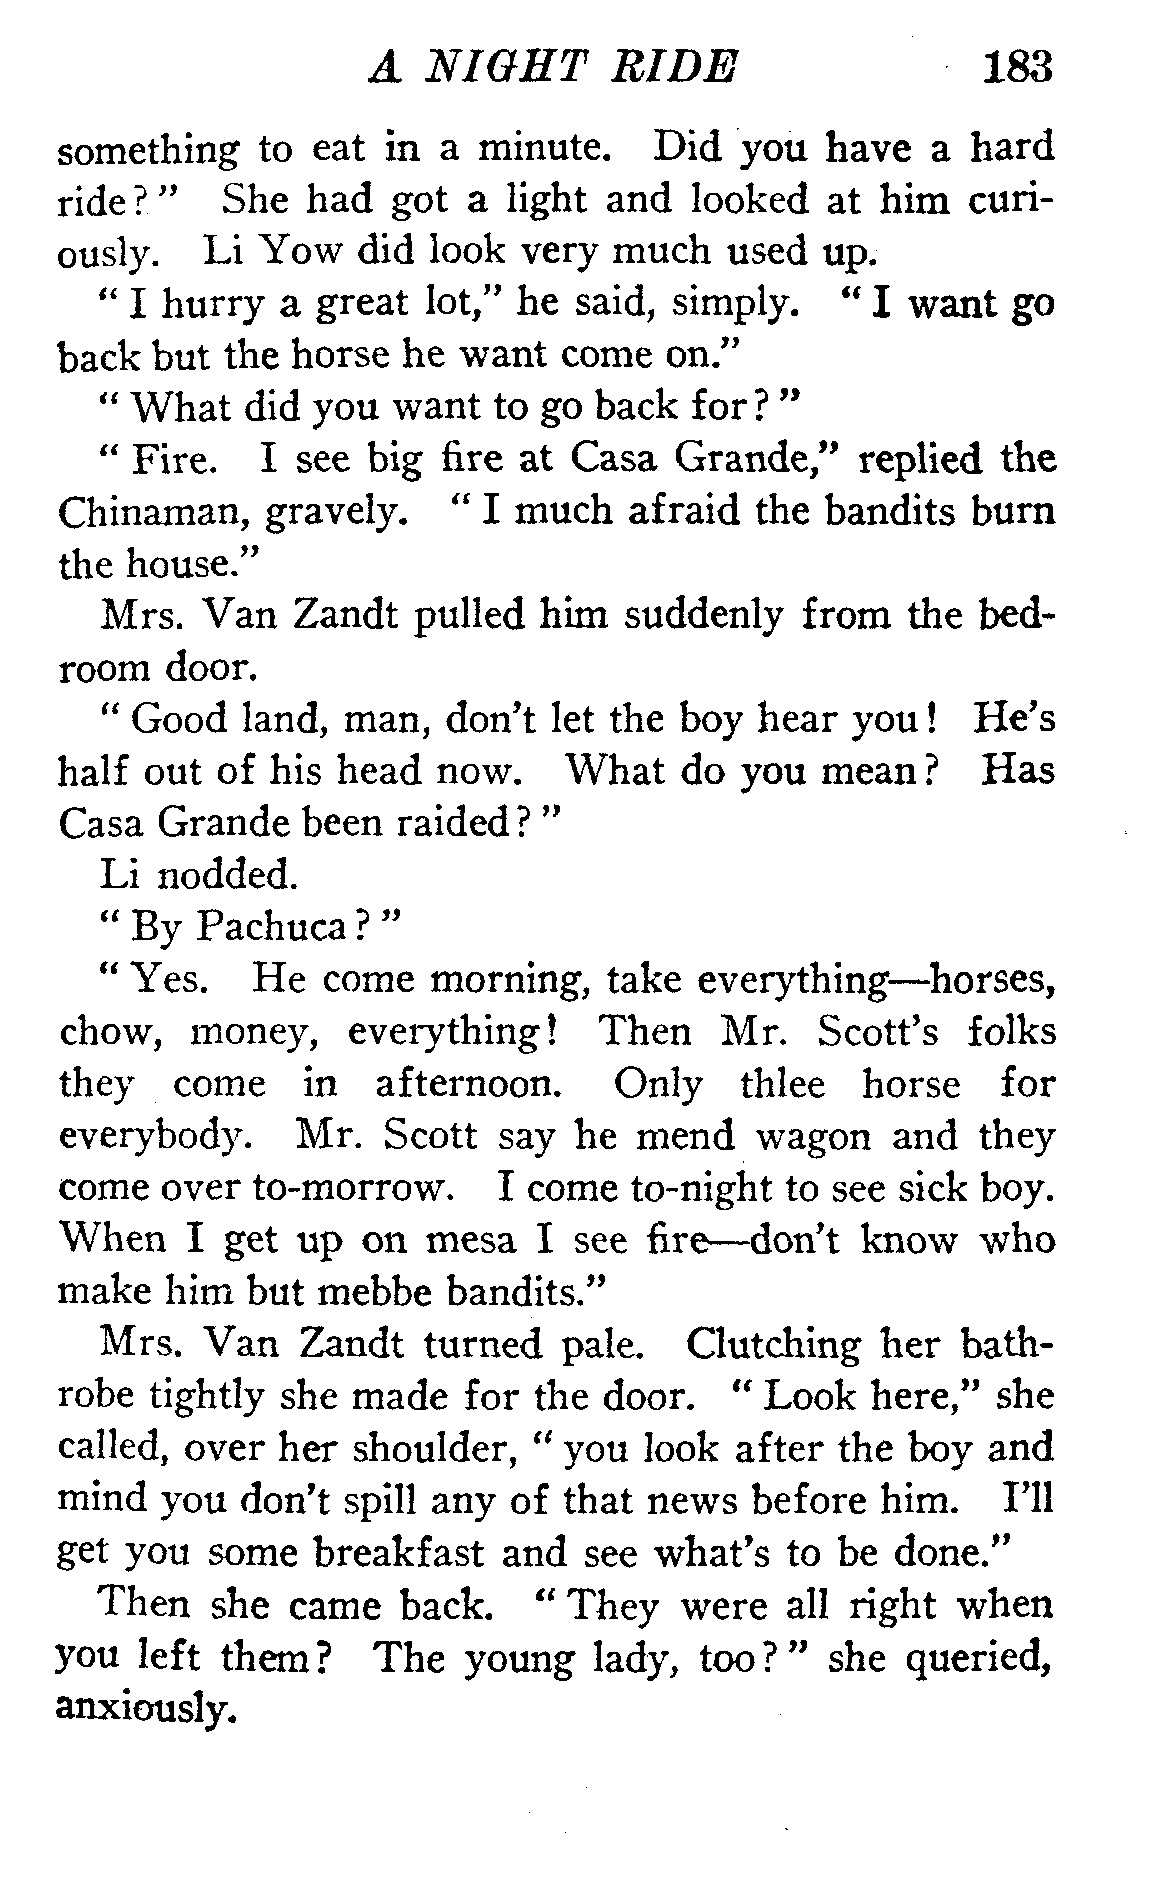 A NIGHT RIDE 183
something to eat in a minute. Did you have a hard
ride?" She had got a light and looked at him curi-
ously. Li Yow did look very much used up.
"I hurry a great lot," he said, simply. "I want go
back but the horse he want come on."
"What did you want to go back for?"
"Fire. I see big fire at Casa Grande," replied the
Chinaman, gravely. "I much afraid the bandits burn
the house."
Mrs. Van Zandt pulled him suddenly from the bed-
room door.
"Good land, man, don't let the boy hear you! He's
half out of his head now. What do you mean? Has
Casa Grande been raided?"
Li nodded.
"By Pachuca?"
"Yes. He come morning, take everything—horses,
chow, money, everything! Then Mr. Scott's folks
they come in afternoon. Only thlee horse for
everybody. Mr. Scott say he mend wagon and they
come over to-morrow. I come to-night to see sick boy.
When I get up on mesa I see fire—don't know who
make him but mebbe bandits."
Mrs. Van Zandt turned pale. Clutching her bath-
robe tightly she made for the door. "Look here," she
called, over her shoulder, "you look after the boy and
mind you don't spill any of that news before him. I'll
get you some breakfast and see what's to be done."
Then she came back. "They were all right when
you left them? The young lady, too?" she queried,
anxiously.